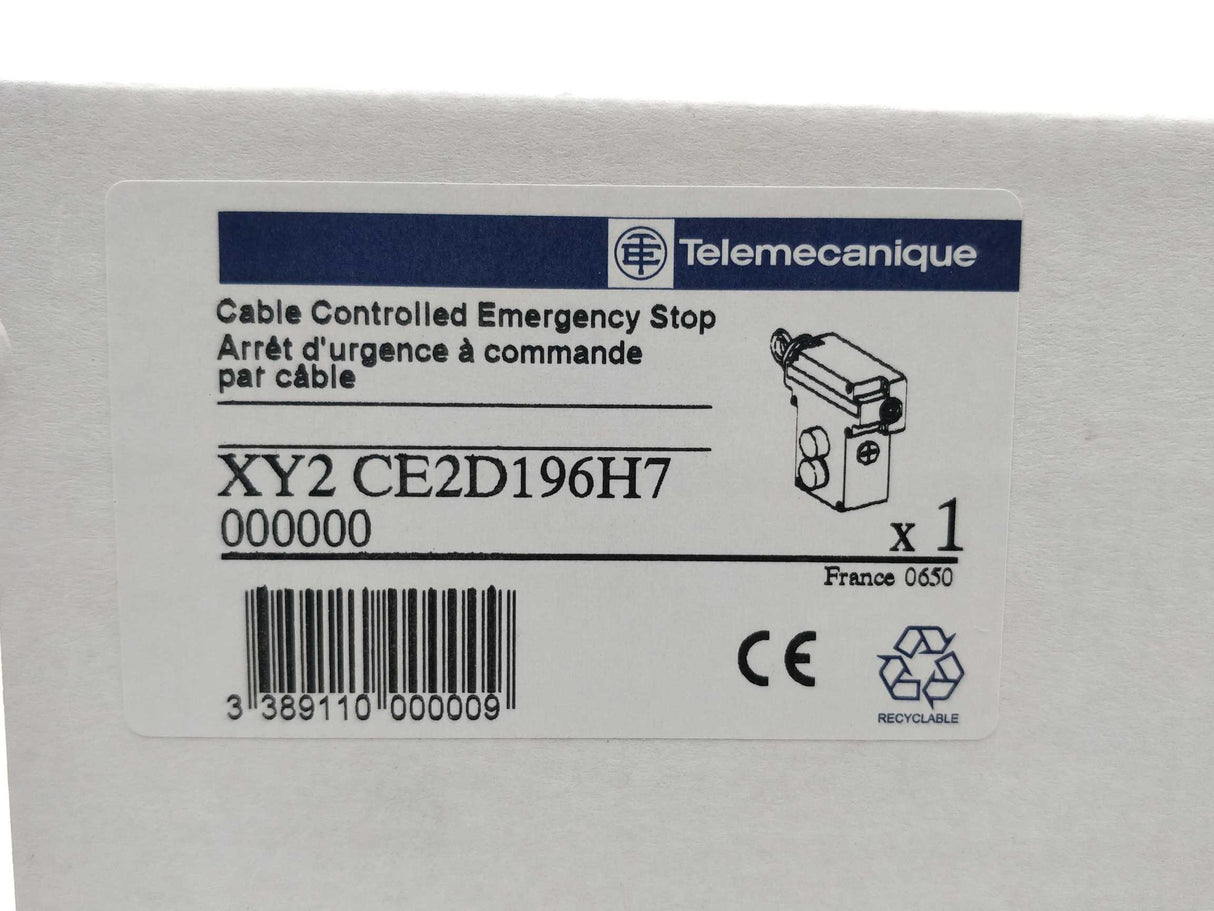 Telemecanique
Cable Controlled Emergency Stop
Arrêt d'urgence à commande
par câble
XY2 CE2D196H7
000000
x 1
France 0650
CE
3 389110 000009
RECYCLABLE